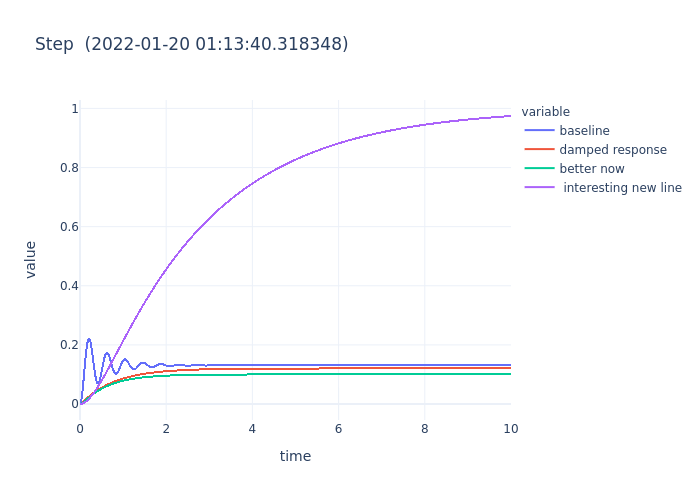 Step (2022-01-20 01:13:40.318348)
variable
baseline
damped response
better now
interesting new line
value
1
0.8
0.6
0.4
0.2
0
0 2 4 6 8 10
time